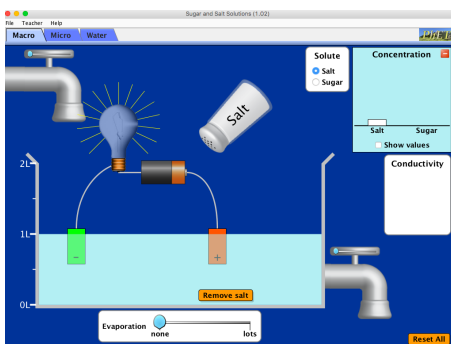 Sugar and Salt Solutions (1.02)
File Teacher Help
Macro Micro Water
PhET
Solute
Salt
Sugar
Concentration
Salt Sugar
Show values
Conductivity
Salt
2L
1L
0L
- +
Remove salt
Evaporation
none lots
Reset All